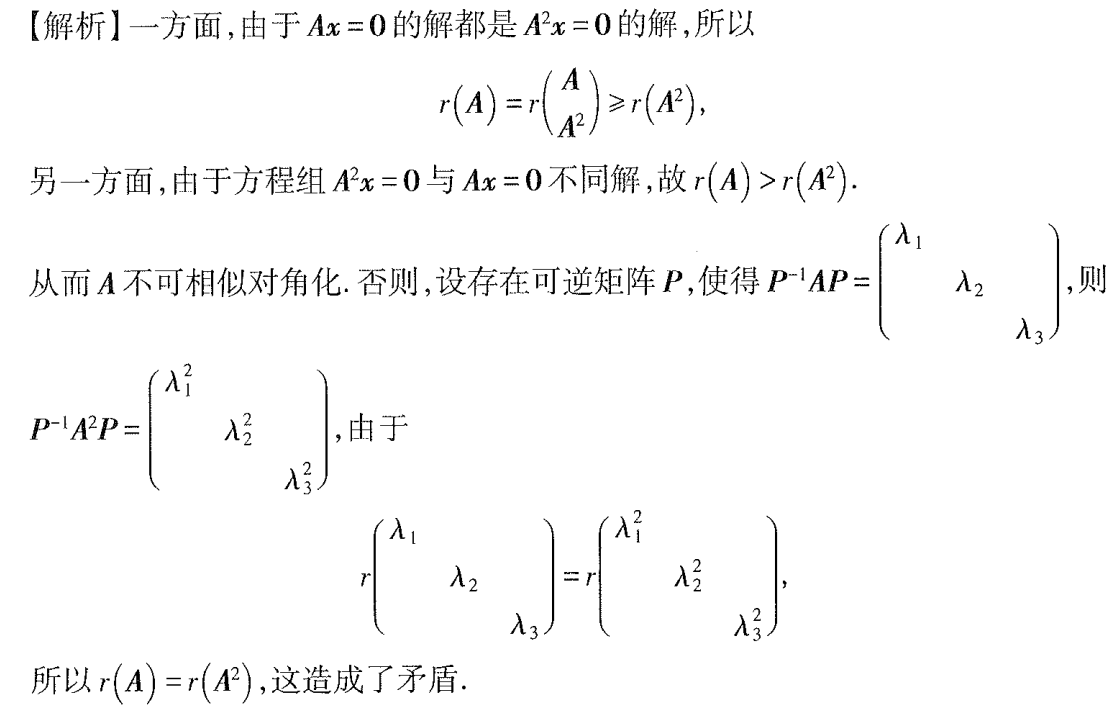 【解析】一方面,由于 Ax=0 的解都是 A²x=0 的解,所以
r(A)=r(A
A²)⩾r(A²),
另一方面,由于方程组 A²x=0 与 Ax=0 不同解,故 r(A)>r(A²).
从而 A 不可相似对角化. 否则,设存在可逆矩阵 P,使得 P⁻¹AP=(λ₁ λ₂ λ₃),则
P⁻¹A²P=(λ₁² λ₂² λ₃²),由于
r(λ₁ λ₂ λ₃)=r(λ₁² λ₂² λ₃²),
所以 r(A)=r(A²),这造成了矛盾.